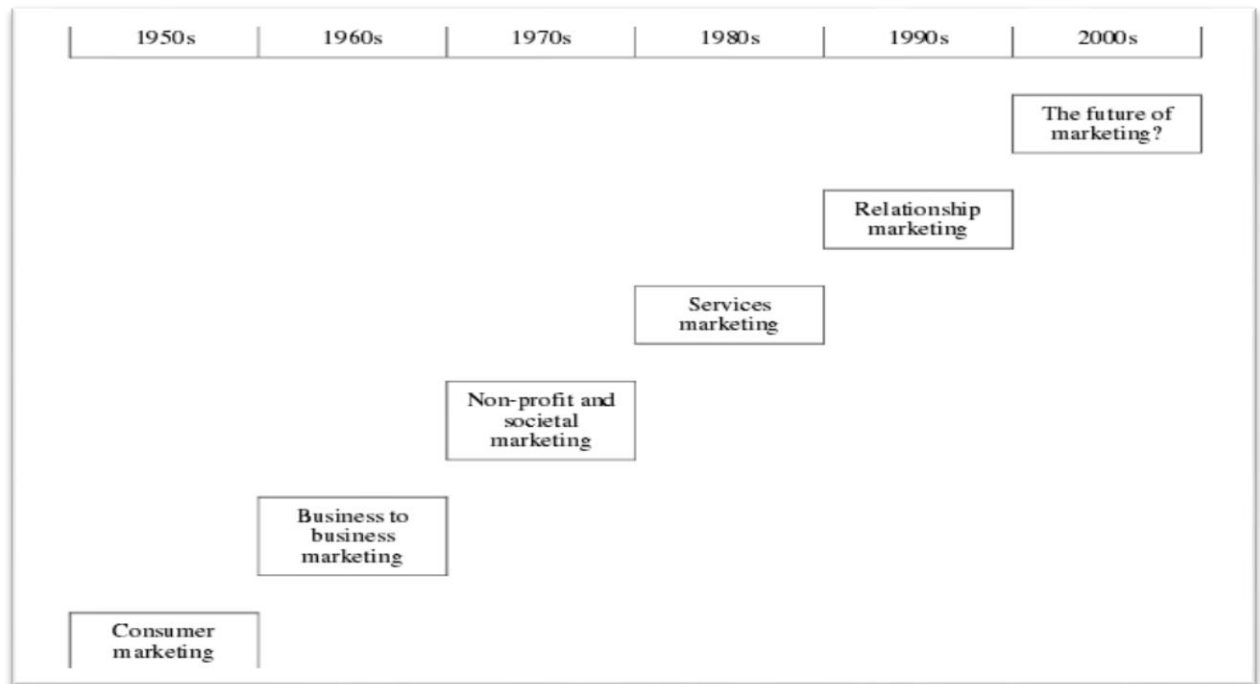 1950s 1960s 1970s 1980s 1990s 2000s
The future of
marketing?
Relationship
marketing
Services
marketing
Non-profit and
societal
marketing
Business to
business
marketing
Consumer
marketing